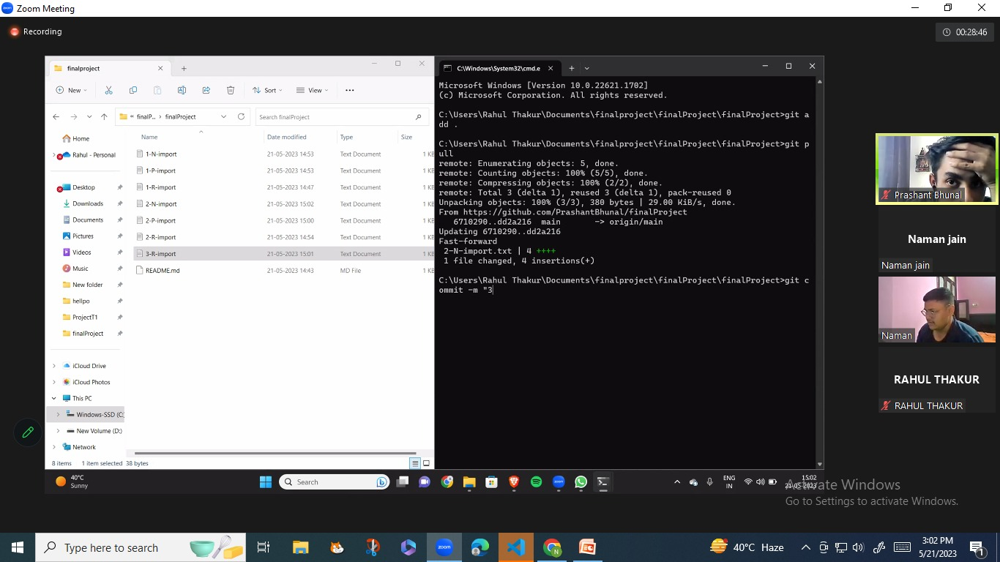 Zoom Meeting
Recording
00:28:46
finalproject
New
Sort
View
finalP...
finalProject
Search finalProject
Name
Date modified
Type
Size
Home
Rahul - Personal
Desktop
Downloads
Documents
Pictures
Videos
Music
New folder
hellpo
ProjectT1
finalProject
iCloud Drive
iCloud Photos
This PC
Windows-SSD (C:
New Volume (D:)
Network
1-N-import 21-05-2023 14:53 Text Document 1 KB
1-P-import 21-05-2023 14:53 Text Document 1 KB
1-R-import 21-05-2023 14:47 Text Document 1 KB
2-N-import 21-05-2023 15:02 Text Document 1 KB
2-P-import 21-05-2023 15:00 Text Document 1 KB
2-R-import 21-05-2023 14:54 Text Document 1 KB
3-R-import 21-05-2023 15:01 Text Document 1 KB
README.md 21-05-2023 14:43 MD File 1 KB
8 items 1 item selected 38 bytes
C:\Windows\System32\cmd.e
Microsoft Windows [Version 10.0.22621.1702]
(c) Microsoft Corporation. All rights reserved.
C:\Users\Rahul Thakur\Documents\finalproject\finalProject\finalProject>git a
dd .
C:\Users\Rahul Thakur\Documents\finalproject\finalProject\finalProject>git p
ull
remote: Enumerating objects: 5, done.
remote: Counting objects: 100% (5/5), done.
remote: Compressing objects: 100% (2/2), done.
remote: Total 3 (delta 1), reused 3 (delta 1), pack-reused 0
Unpacking objects: 100% (3/3), 380 bytes | 29.00 KiB/s, done.
From https://github.com/PrashantBhunal/finalProject
6710290..dd2a216 main -> origin/main
Updating 6710290..dd2a216
Fast-forward
2-N-import.txt | 4 ++++
1 file changed, 4 insertions(+)
C:\Users\Rahul Thakur\Documents\finalproject\finalProject\finalProject>git c
ommit -m "3
Prashant Bhunal
Naman jain
Naman jain
Naman
RAHUL THAKUR
RAHUL THAKUR
40°C
Sunny
Search
zoom
ENG
IN
15:02
21-05-2023
Activate Windows
Go to Settings to activate Windows.
Type here to search
zoom
40°C Haze
3:02 PM
5/21/2023
1